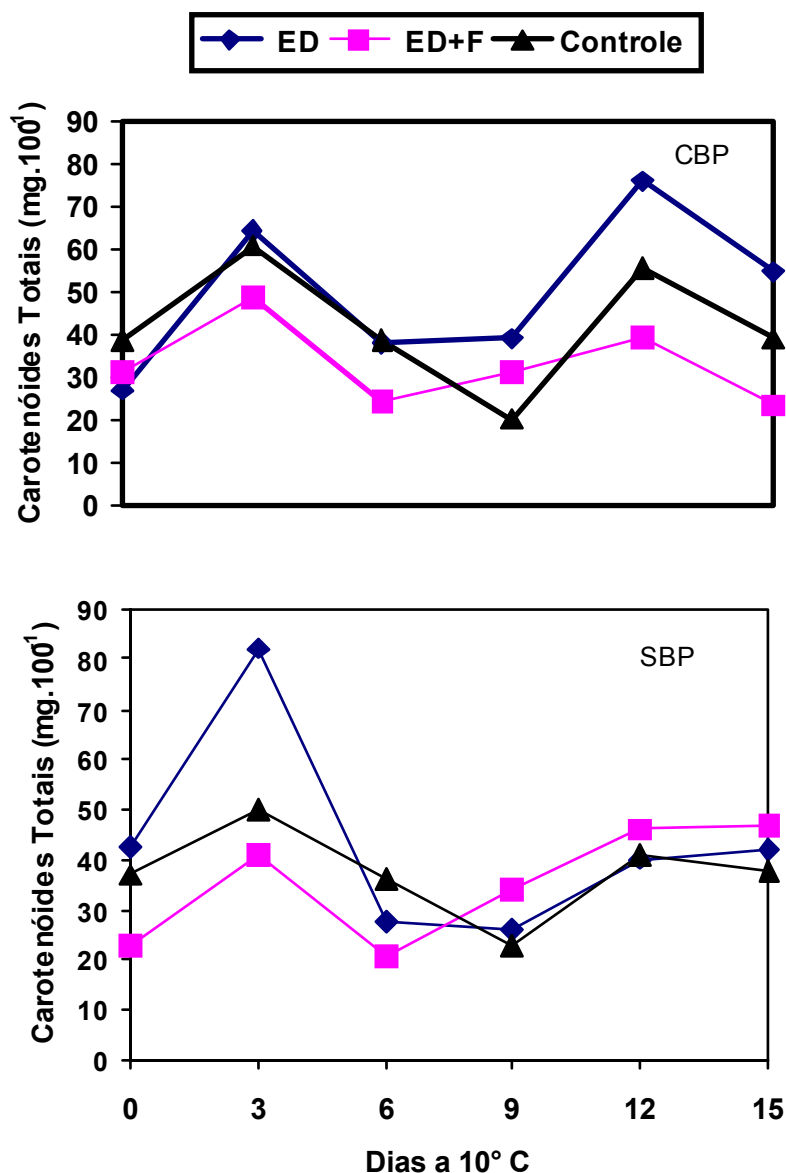 ED ED+F Controle
CBP
Carotenóides Totais (mg.100-1)
90
80
70
60
50
40
30
20
10
0
SBP
Carotenóides Totais (mg.100-1)
90
80
70
60
50
40
30
20
10
0
0 3 6 9 12 15
Dias a 10° C